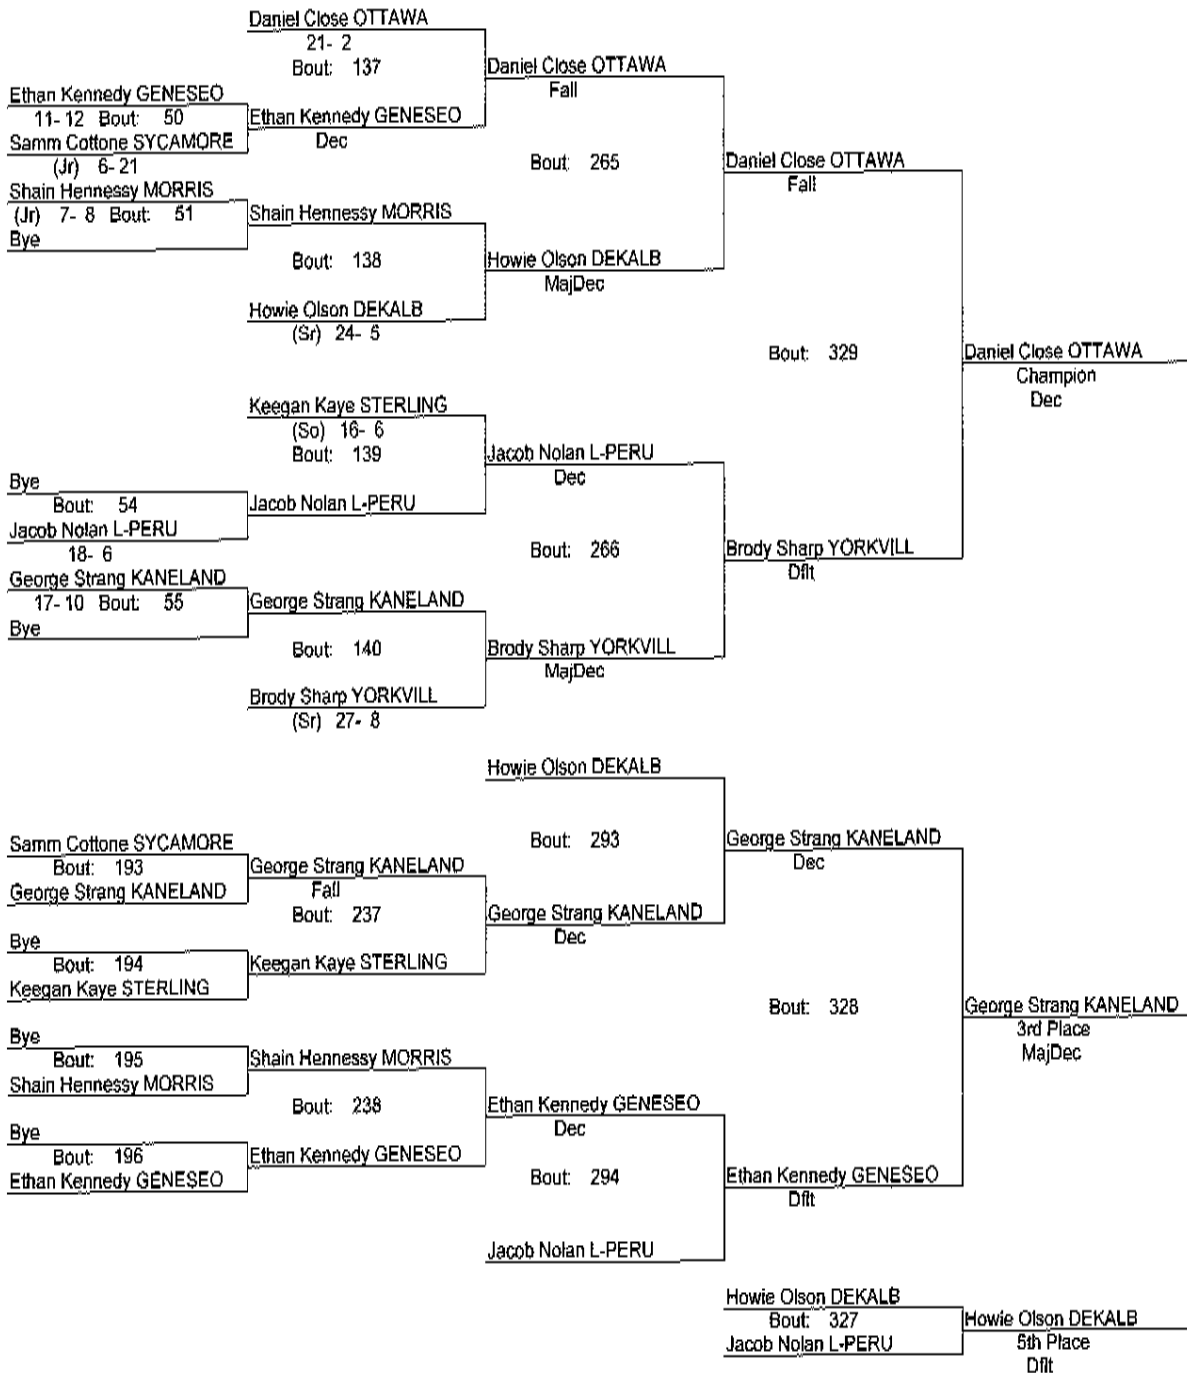 Daniel Close OTTAWA
21- 2
Bout: 137
Daniel Close OTTAWA
Fall
Ethan Kennedy GENESEO
11- 12 Bout: 50
Ethan Kennedy GENESEO
Dec
Samm Cottone SYCAMORE
(Jr) 6- 21
Bout: 265
Daniel Close OTTAWA
Fall
Shain Hennessy MORRIS
(Jr) 7- 8 Bout: 51
Shain Hennessy MORRIS
Bye
Bout: 138
Howie Olson DEKALB
MajDec
Howie Olson DEKALB
(Sr) 24- 5
Bout: 329
Daniel Close OTTAWA
Champion
Dec
Keegan Kaye STERLING
(So) 16- 6
Bout: 139
Jacob Nolan L-PERU
Dec
Bye
Bout: 54
Jacob Nolan L-PERU
Jacob Nolan L-PERU
18- 6
Bout: 266
Brody Sharp YORKVILL
Dflt
George Strang KANELAND
17- 10 Bout: 55
George Strang KANELAND
Bye
Bout: 140
Brody Sharp YORKVILL
MajDec
Brody Sharp YORKVILL
(Sr) 27- 8
Howie Olson DEKALB
Bout: 293
George Strang KANELAND
Dec
Samm Cottone SYCAMORE
Bout: 193
George Strang KANELAND
Fall
George Strang KANELAND
Bout: 237
George Strang KANELAND
Dec
Bye
Bout: 194
Keegan Kaye STERLING
Keegan Kaye STERLING
Bout: 328
George Strang KANELAND
3rd Place
MajDec
Bye
Bout: 195
Shain Hennessy MORRIS
Shain Hennessy MORRIS
Bout: 238
Ethan Kennedy GENESEO
Dec
Bye
Bout: 196
Ethan Kennedy GENESEO
Ethan Kennedy GENESEO
Bout: 294
Ethan Kennedy GENESEO
Dflt
Jacob Nolan L-PERU
Howie Olson DEKALB
Bout: 327
Jacob Nolan L-PERU
Howie Olson DEKALB
5th Place
Dflt